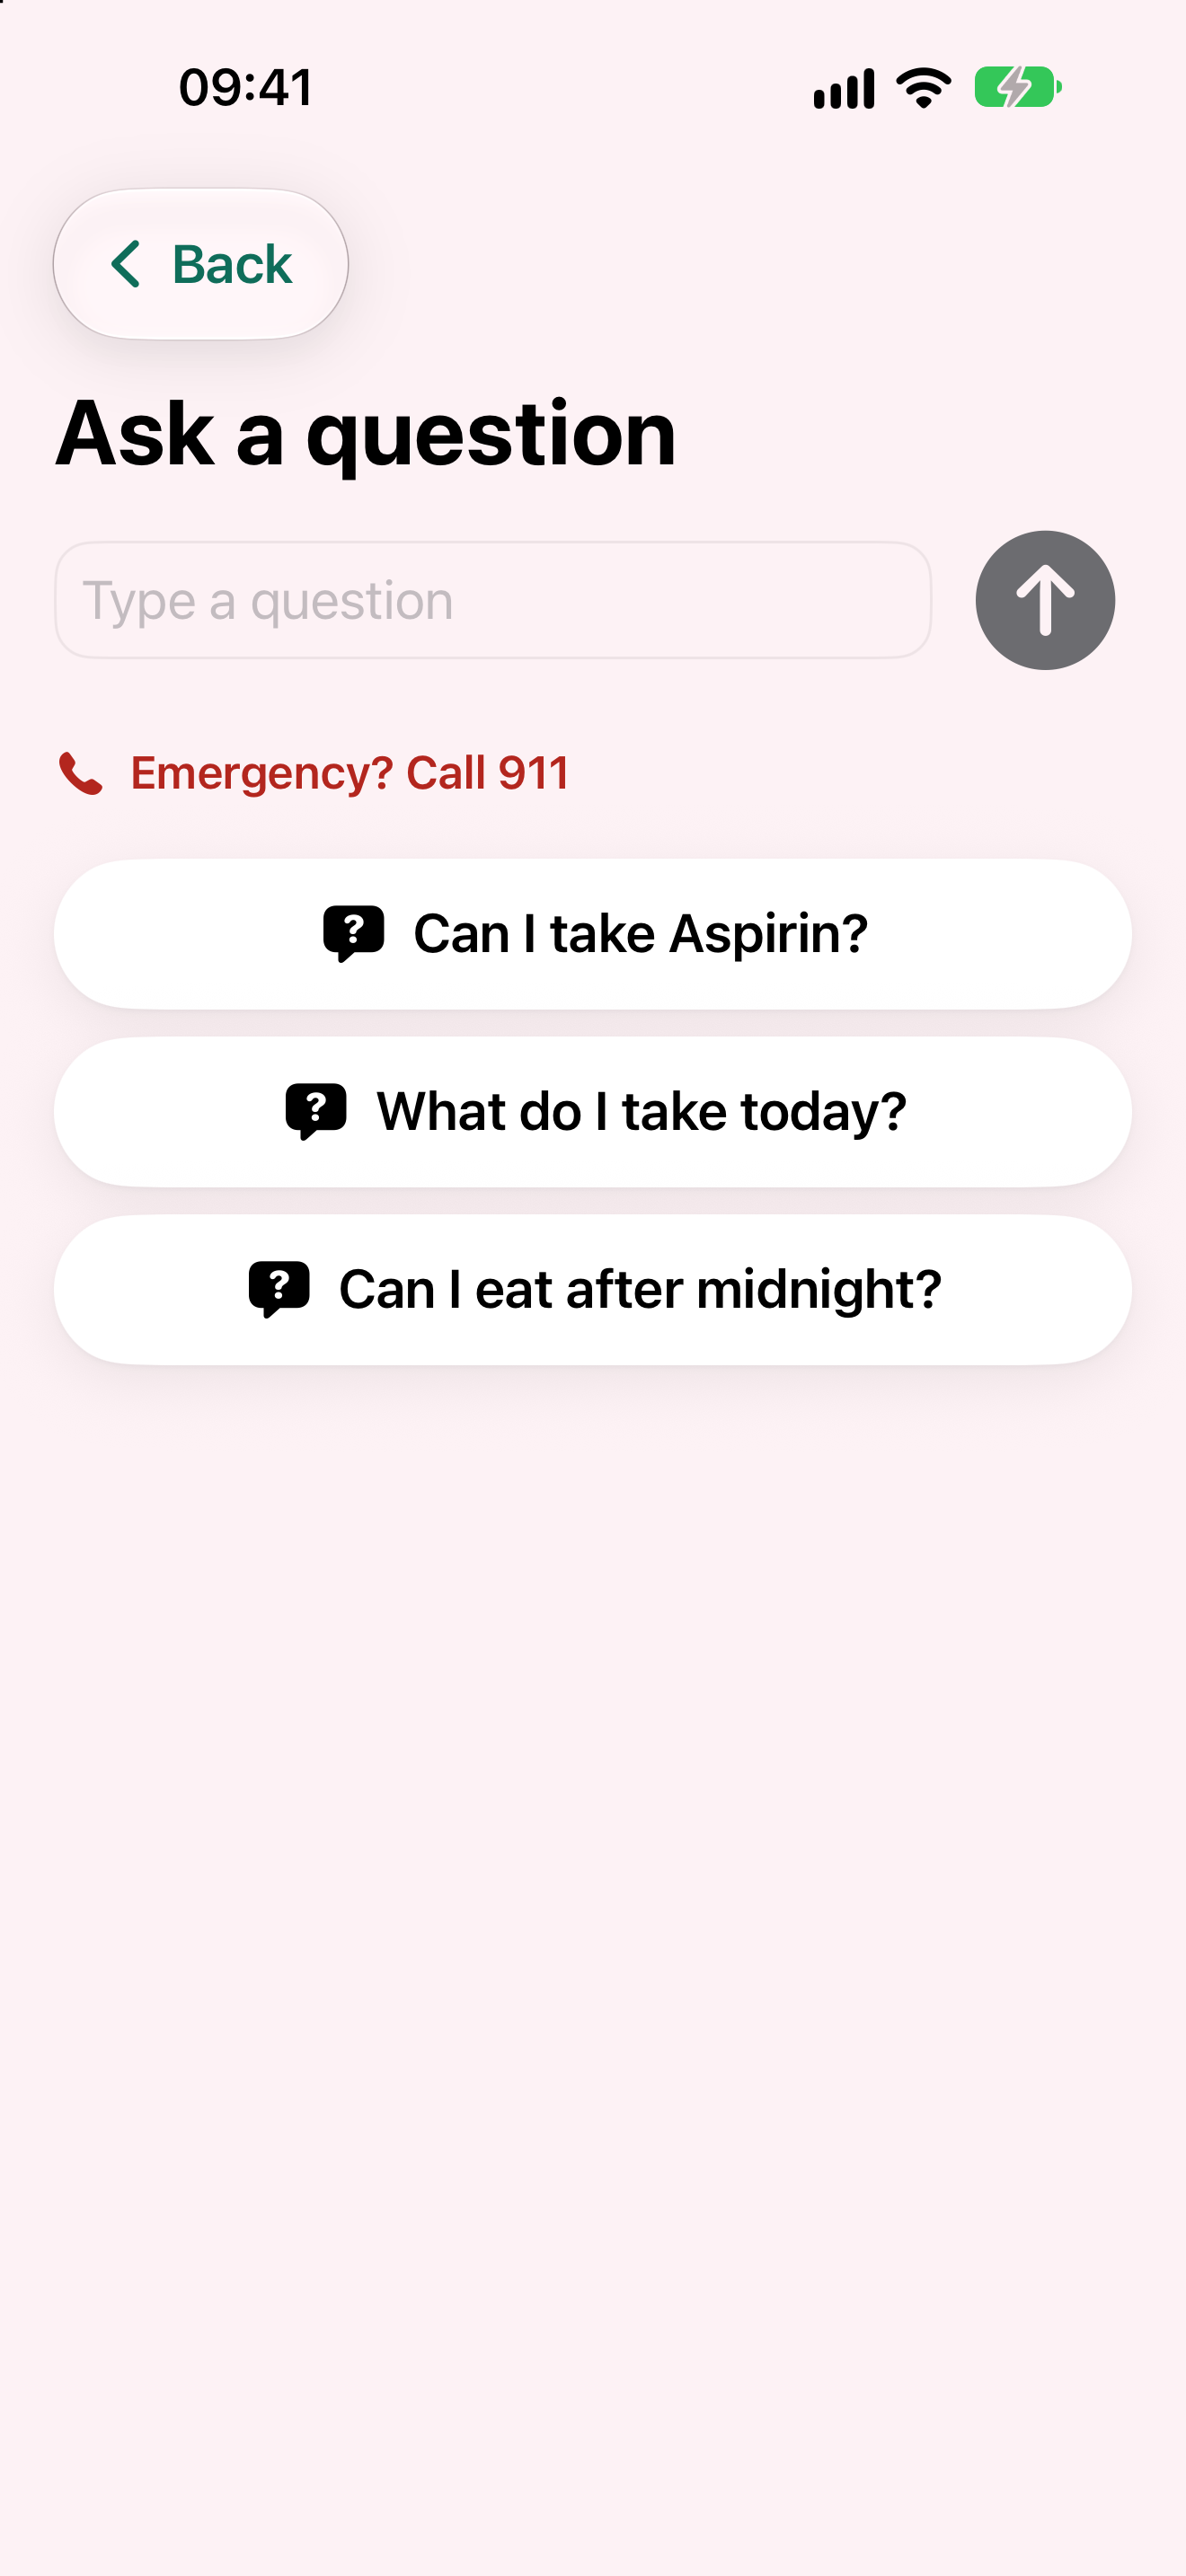 09:41
Back
Ask a question
Type a question
Emergency? Call 911
Can I take Aspirin?
What do I take today?
Can I eat after midnight?